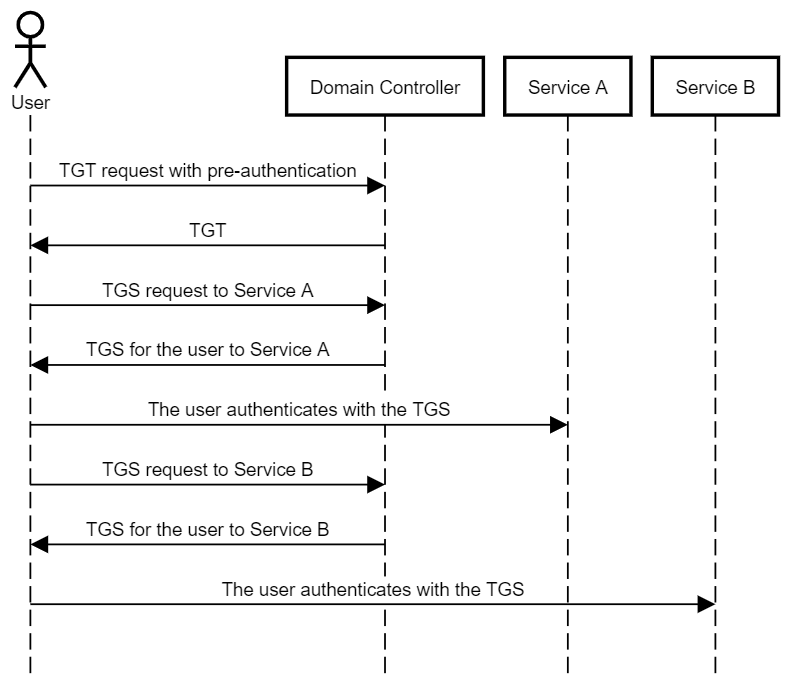 User
Domain Controller
Service A
Service B
TGT request with pre-authentication
TGT
TGS request to Service A
TGS for the user to Service A
The user authenticates with the TGS
TGS request to Service B
TGS for the user to Service B
The user authenticates with the TGS